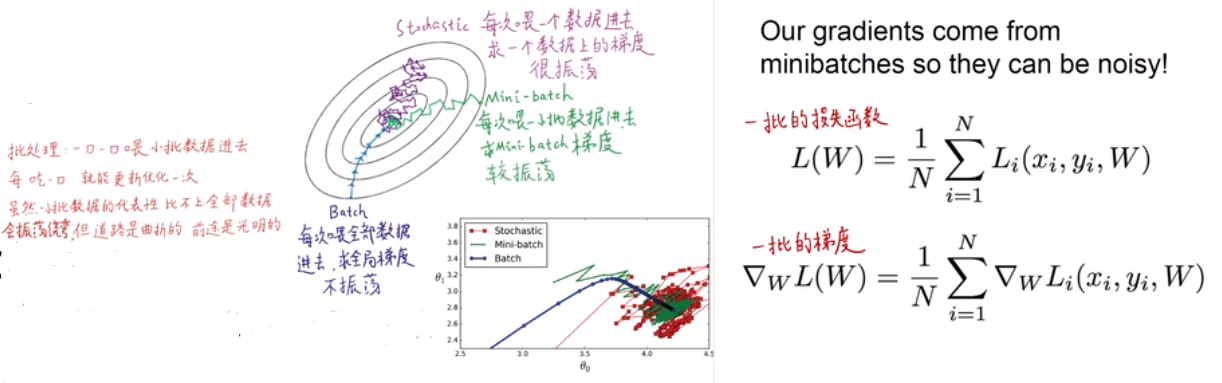 批处理:一口一口喂小批数据进去
每吃一口 就能更新优化一次
虽然一小批数据的代表性 比不上全部数据
会振荡绕弯,但道路是曲折的 前途是光明的
Stochastic 每次喂一个数据进去
求一个数据上的梯度
很振荡
Mini-batch
每次喂一小批数据进去
求Mini-batch梯度
较振荡
Batch
每次喂全部数据
进去,求全局梯度
不振荡
Stochastic
Mini-batch
Batch
3.8
3.6
3.4
3.2
3.0
2.8
2.6
2.4
2.5 3.0 3.5 4.0 4.5
θ₀
Our gradients come from
minibatches so they can be noisy!
一批的损失函数
L(W) = \frac{1}{N} \sum_{i=1}^{N} L_i(x_i, y_i, W)
一批的梯度
∇_W L(W) = \frac{1}{N} \sum_{i=1}^{N} ∇_W L_i(x_i, y_i, W)